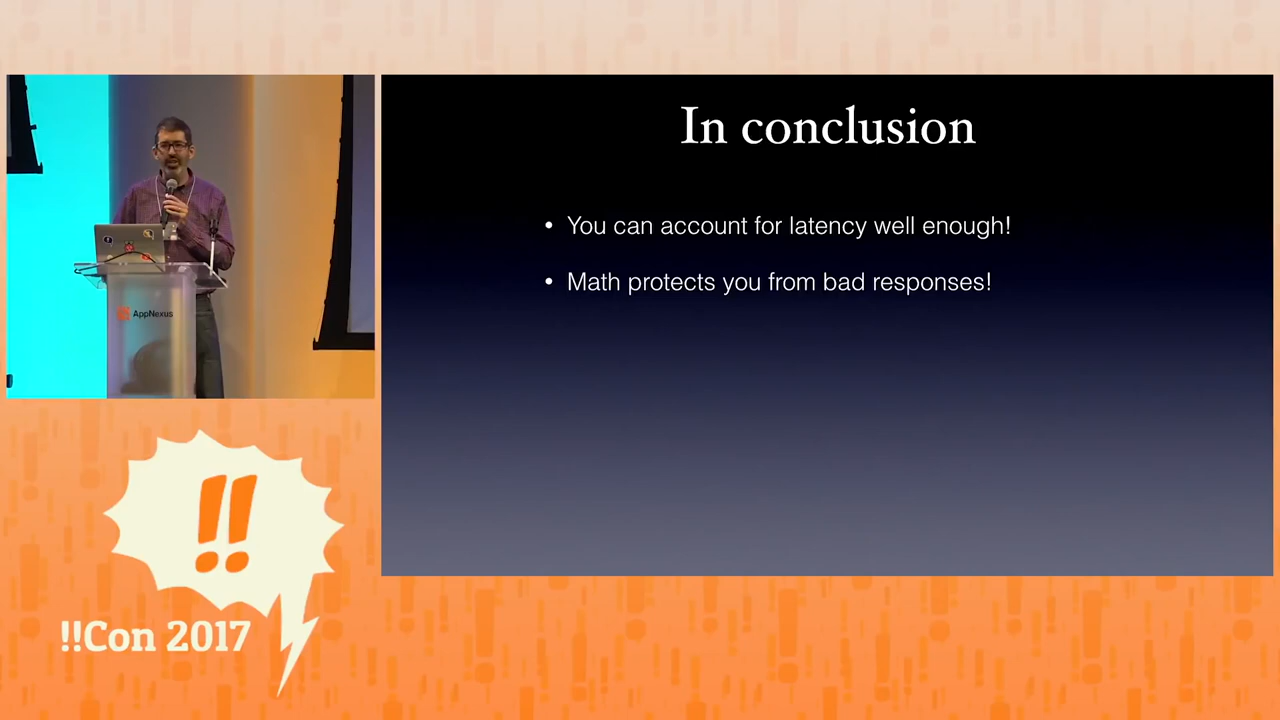 In conclusion
• You can account for latency well enough!
• Math protects you from bad responses!
AppNexus
!!
!!Con 2017